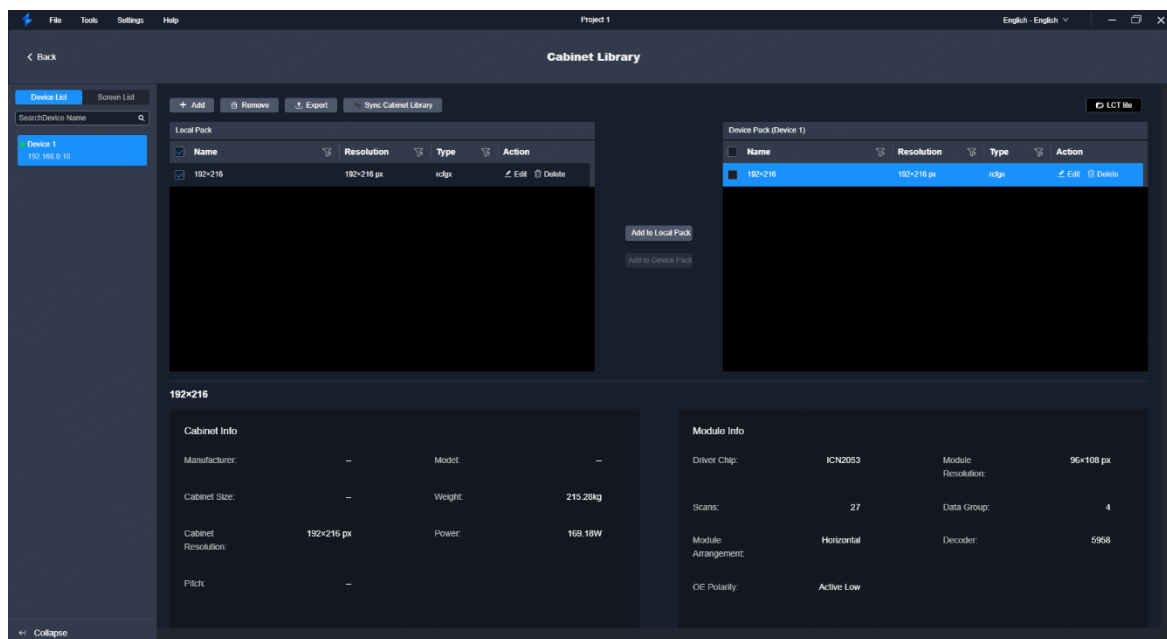 File Tools Settings Help Project 1 English - English
Back Cabinet Library
Device List Screen List
SearchDevice Name
Device 1
192.168.0.10
+ Add Remove Export Sync Cabinet Library LCT lite
Local Pack Device Pack (Device 1)
Name Resolution Type Action Name Resolution Type Action
192×216 192×216 px rcfgx Edit Delete 192×216 192×216 px rcfgx Edit Delete
Add to Local Pack
Add to Device Pack
192×216
Cabinet Info Module Info
Manufacturer: -- Model: -- Driver Chip: ICN2053 Module Resolution: 96×108 px
Cabinet Size: -- Weight: 215.28kg Scans: 27 Data Group: 4
Cabinet Resolution: 192×216 px Power: 169.18W Module Arrangement: Horizontal Decoder: 5958
Pitch: -- OE Polarity: Active Low
Collapse